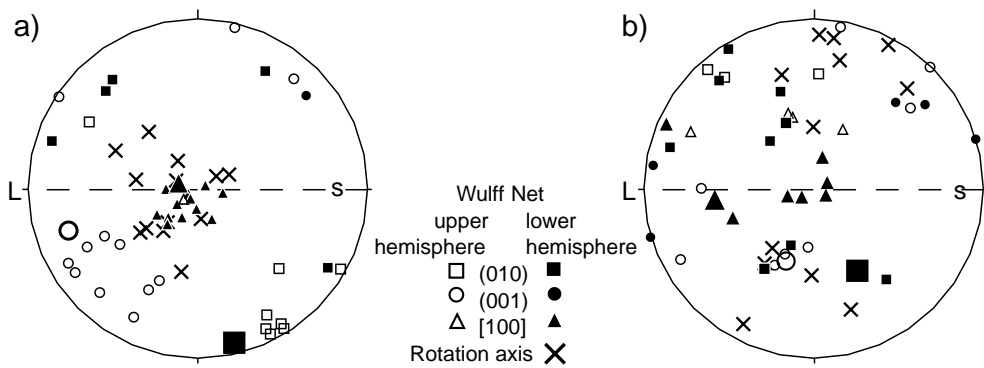 a)
b)
L
s
L
s
Wulff Net
upper lower
hemisphere hemisphere
(010)
(001)
[100]
Rotation axis